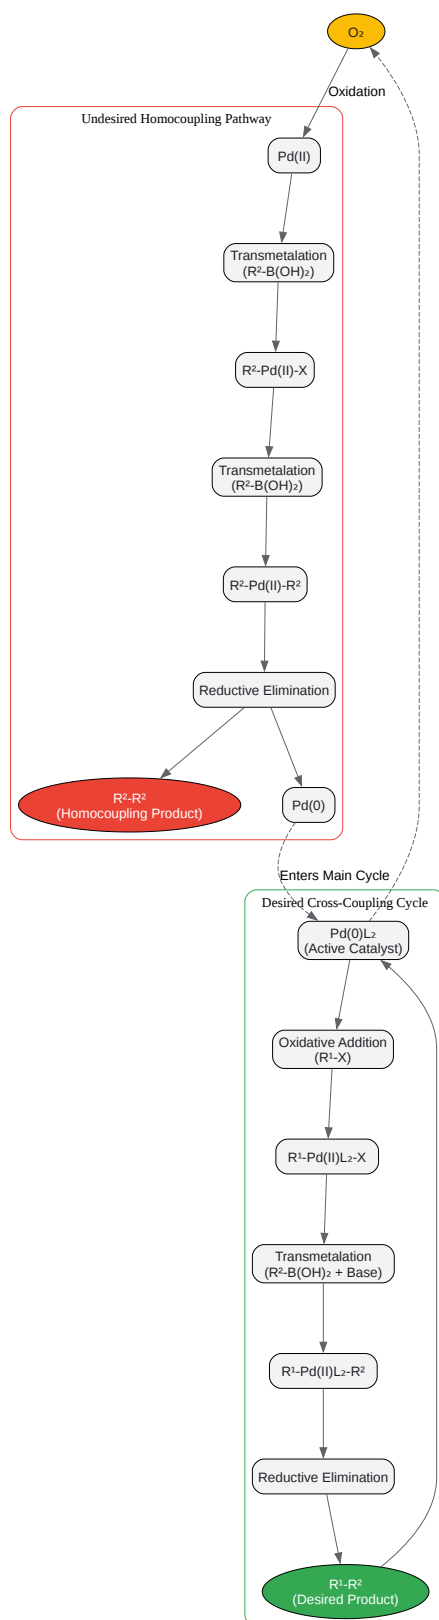 O₂
Oxidation
Undesired Homocoupling Pathway
Pd(II)
Transmetalation
(R²-B(OH)₂)
R²-Pd(II)-X
Transmetalation
(R²-B(OH)₂)
R²-Pd(II)-R²
Reductive Elimination
R²-R²
(Homocoupling Product)
Pd(0)
Enters Main Cycle
Desired Cross-Coupling Cycle
Pd(0)L₂
(Active Catalyst)
Oxidative Addition
(R¹-X)
R¹-Pd(II)L₂-X
Transmetalation
(R²-B(OH)₂ + Base)
R¹-Pd(II)L₂-R²
Reductive Elimination
R¹-R²
(Desired Product)